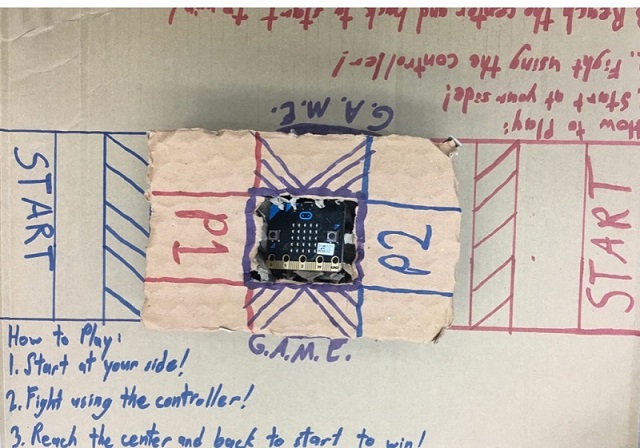 3. Reach the center and back to start to win!
2. Fight using the controller!
1. Start at your side!
How to Play:
G.A.M.E.
START
P1
P2
START
G.A.M.E.
How to Play:
1. Start at your side!
2. Fight using the controller!
3. Reach the center and back to start to win!